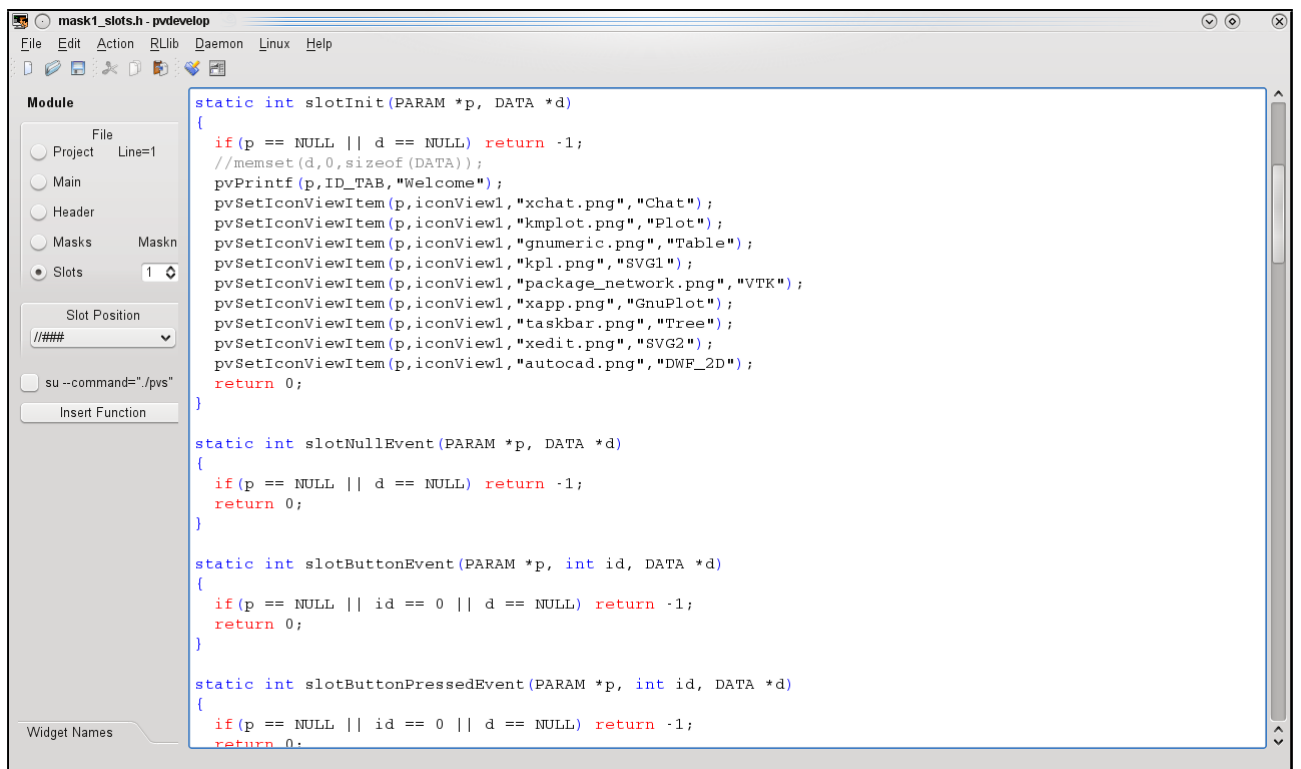 mask1_slots.h - pvdevelop
File Edit Action RLlib Daemon Linux Help
Module
File
Project Line=1
Main
Header
Masks Maskn
Slots 1
Slot Position
//###
su --command="./pvs"
Insert Function
Widget Names
static int slotInit(PARAM *p, DATA *d)
{
  if(p == NULL || d == NULL) return -1;
  //memset(d,0,sizeof(DATA));
  pvPrintf(p,ID_TAB,"Welcome");
  pvSetIconViewItem(p,iconView1,"xchat.png","Chat");
  pvSetIconViewItem(p,iconView1,"kmplot.png","Plot");
  pvSetIconViewItem(p,iconView1,"gnumeric.png","Table");
  pvSetIconViewItem(p,iconView1,"kpl.png","SVG1");
  pvSetIconViewItem(p,iconView1,"package_network.png","VTK");
  pvSetIconViewItem(p,iconView1,"xapp.png","GnuPlot");
  pvSetIconViewItem(p,iconView1,"taskbar.png","Tree");
  pvSetIconViewItem(p,iconView1,"xedit.png","SVG2");
  pvSetIconViewItem(p,iconView1,"autocad.png","DWF_2D");
  return 0;
}
static int slotNullEvent(PARAM *p, DATA *d)
{
  if(p == NULL || d == NULL) return -1;
  return 0;
}
static int slotButtonEvent(PARAM *p, int id, DATA *d)
{
  if(p == NULL || id == 0 || d == NULL) return -1;
  return 0;
}
static int slotButtonPressedEvent(PARAM *p, int id, DATA *d)
{
  if(p == NULL || id == 0 || d == NULL) return -1;
  return 0;